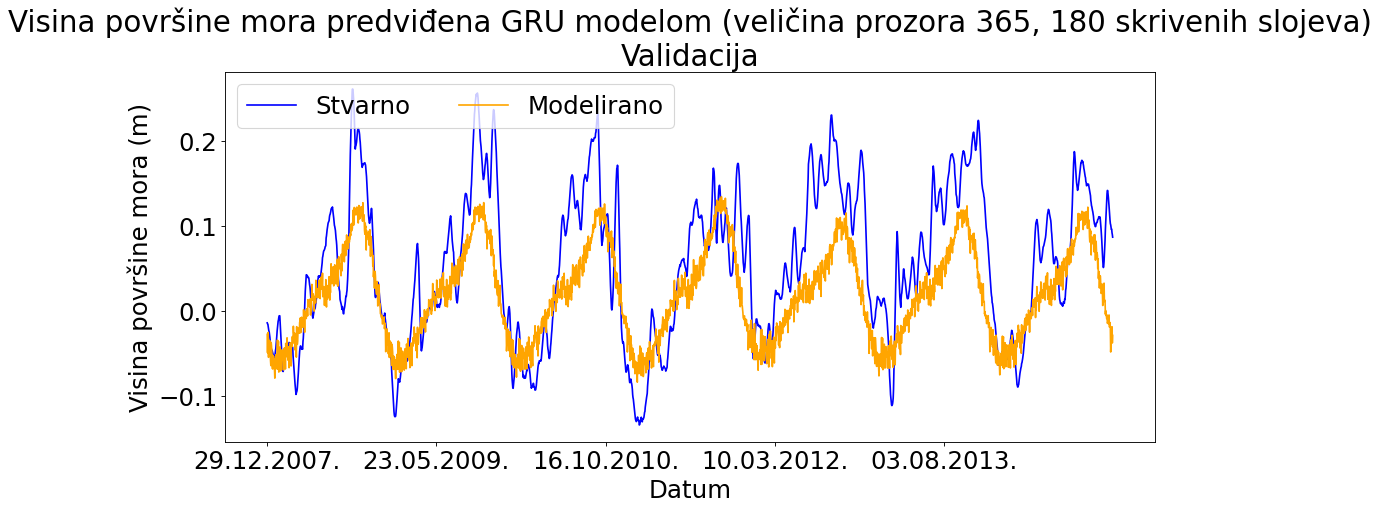 Visina površine mora predviđena GRU modelom (veličina prozora 365, 180 skrivenih slojeva)
Validacija
Stvarno
Modelirano
Visina površine mora (m)
0.2
0.1
0.0
−0.1
29.12.2007.
23.05.2009.
16.10.2010.
10.03.2012.
03.08.2013.
Datum